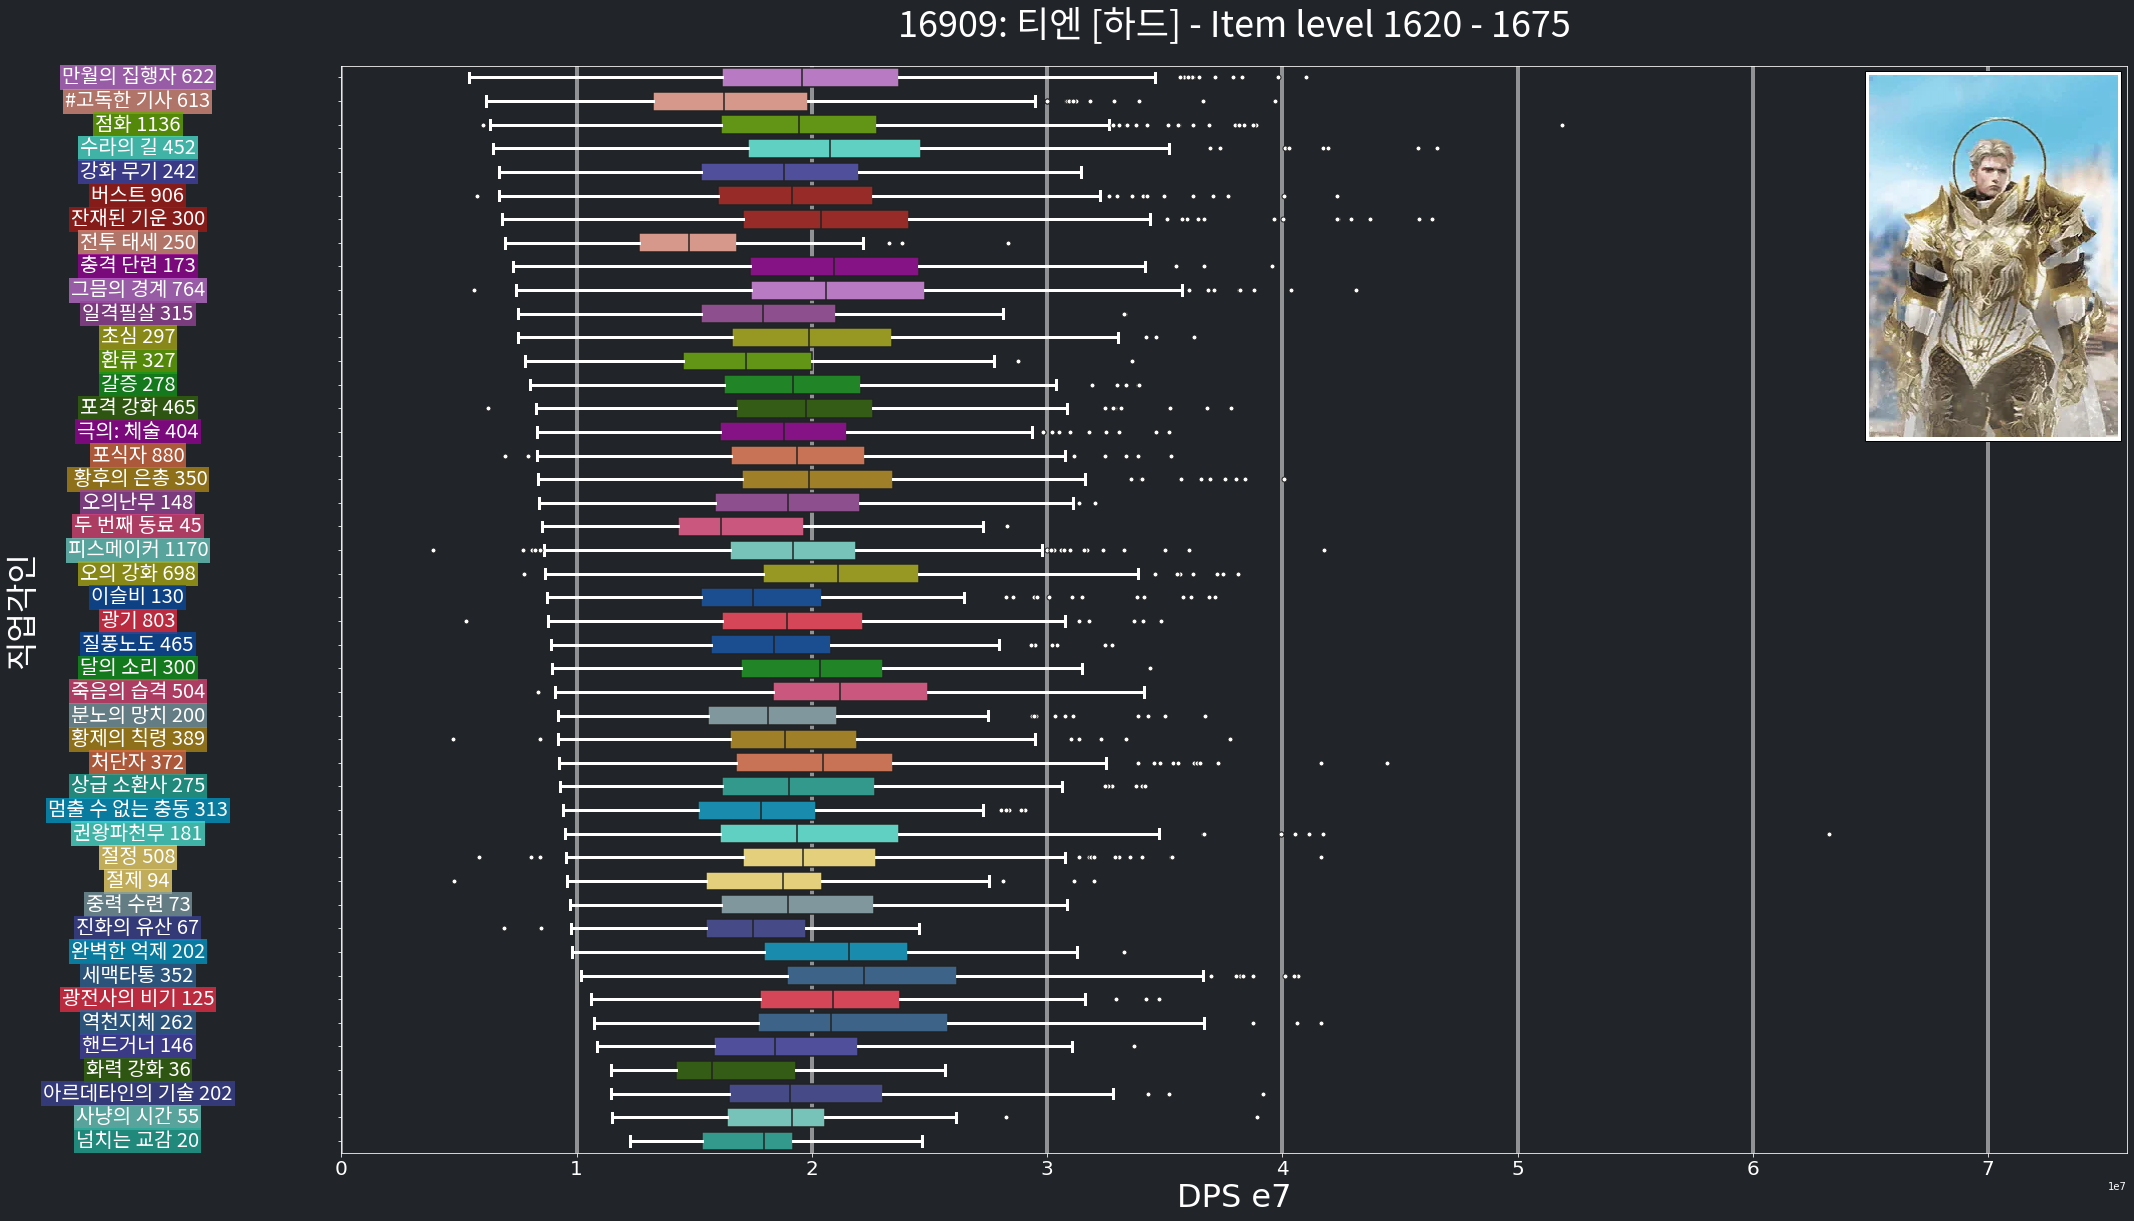 16909: 티엔 [하드] - Item level 1620 - 1675
만월의 집행자 622
#고독한 기사 613
점화 1136
수라의 길 452
강화 무기 242
버스트 906
잔재된 기운 300
전투 태세 250
충격 단련 173
그믐의 경계 764
일격필살 315
초심 297
환류 327
갈증 278
포격 강화 465
극의: 체술 404
포식자 880
황후의 은총 350
오의난무 148
두 번째 동료 45
피스메이커 1170
오의 강화 698
이슬비 130
광기 803
질풍노도 465
달의 소리 300
죽음의 습격 504
분노의 망치 200
황제의 칙령 389
처단자 372
상급 소환사 275
멈출 수 없는 충동 313
권왕파천무 181
절정 508
절제 94
중력 수련 73
진화의 유산 67
완벽한 억제 202
세맥타통 352
광전사의 비기 125
역천지체 262
핸드거너 146
화력 강화 36
아르데타인의 기술 202
사냥의 시간 55
넘치는 교감 20
직업각인
0 1 2 3 4 5 6 7
DPS e7
1e7